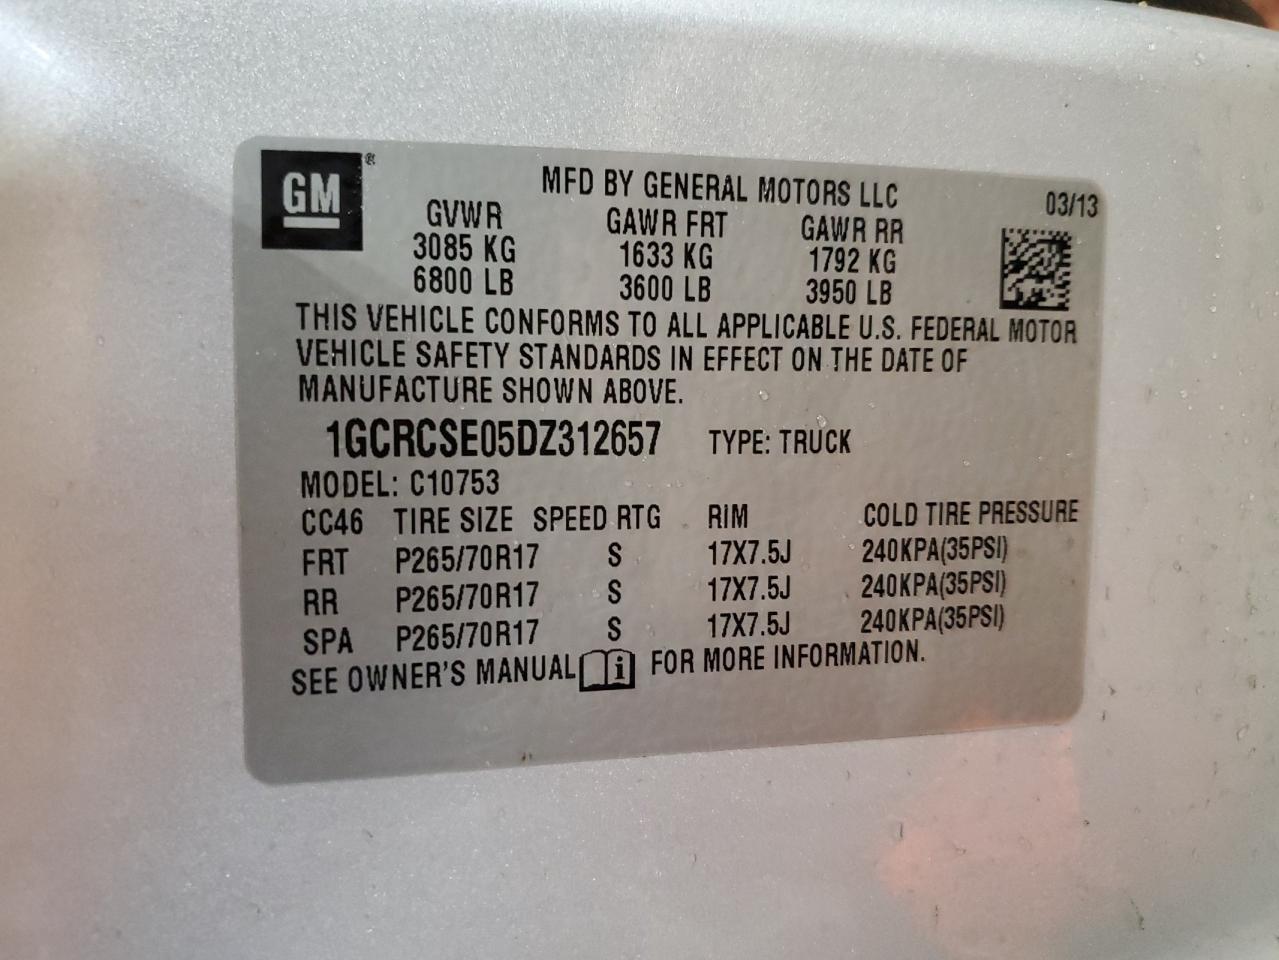 GM ®
MFD BY GENERAL MOTORS LLC 03/13
GVWR GAWR FRT GAWR RR
3085 KG 1633 KG 1792 KG
6800 LB 3600 LB 3950 LB
THIS VEHICLE CONFORMS TO ALL APPLICABLE U.S. FEDERAL MOTOR
VEHICLE SAFETY STANDARDS IN EFFECT ON THE DATE OF
MANUFACTURE SHOWN ABOVE.
1GCRCSE05DZ312657 TYPE: TRUCK
MODEL: C10753
CC46 TIRE SIZE SPEED RTG RIM COLD TIRE PRESSURE
FRT P265/70R17 S 17X7.5J 240KPA(35PSI)
RR P265/70R17 S 17X7.5J 240KPA(35PSI)
SPA P265/70R17 S 17X7.5J 240KPA(35PSI)
SEE OWNER'S MANUAL i FOR MORE INFORMATION.